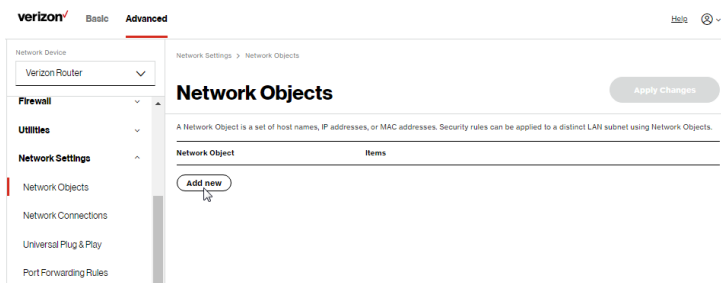 verizon✓ Basic Advanced Help
Network Device
Verizon Router
Firewall
Utilities
Network Settings
Network Objects
Network Connections
Universal Plug & Play
Port Forwarding Rules
Network Settings > Network Objects
Network Objects
Apply Changes
A Network Object is a set of host names, IP addresses, or MAC addresses. Security rules can be applied to a distinct LAN subnet using Network Objects.
Network Object Items
Add new